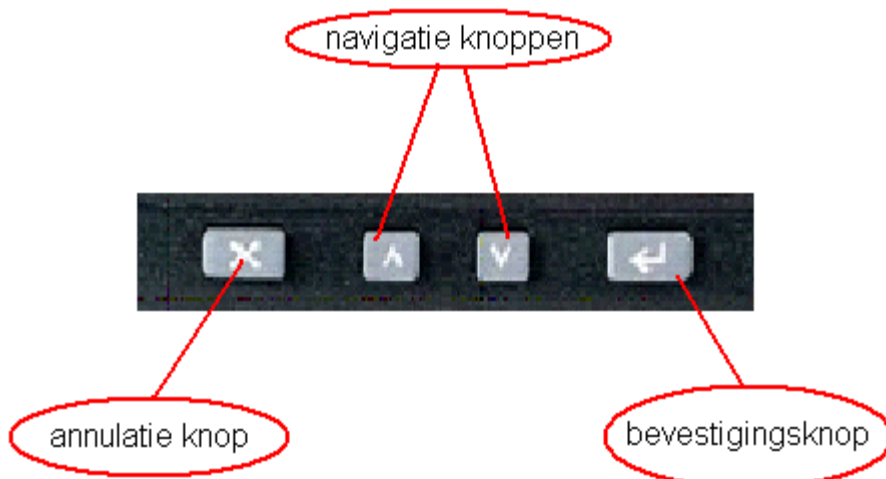 navigatie knoppen
annulatie knop
bevestigingsknop